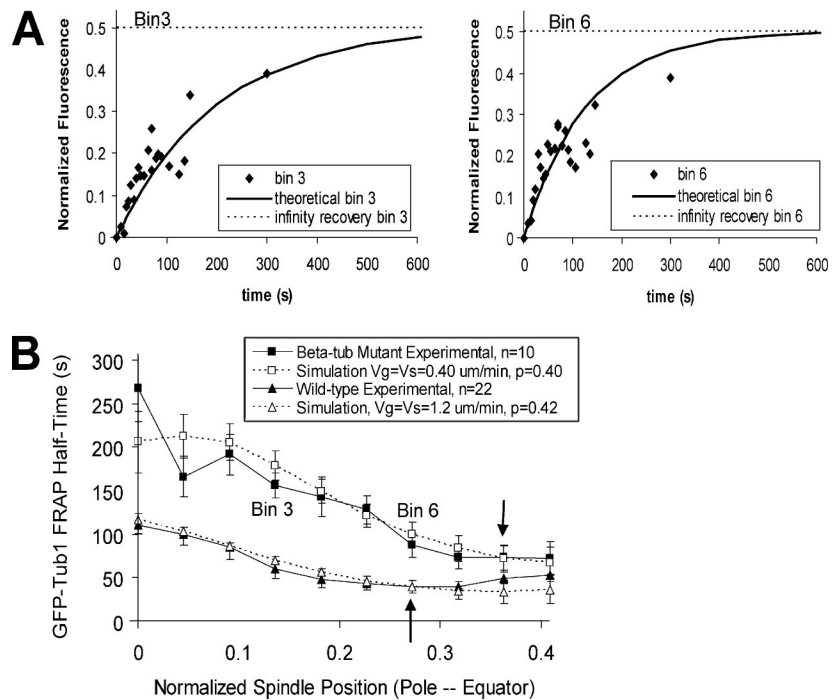 A
Bin3
Normalized Fluorescence
0.5
0.4
0.3
0.2
0.1
0
bin 3
theoretical bin 3
infinity recovery bin 3
0 100 200 300 400 500 600
time (s)
Bin 6
Normalized Fluorescence
0.5
0.4
0.3
0.2
0.1
0
bin 6
theoretical bin 6
infinity recovery bin 6
0 100 200 300 400 500 600
time (s)
B
GFP-Tub1 FRAP Half-Time (s)
300
250
200
150
100
50
0
Beta-tub Mutant Experimental, n=10
Simulation Vg=Vs=0.40 um/min, p=0.40
Wild-type Experimental, n=22
Simulation, Vg=Vs=1.2 um/min, p=0.42
Bin 3
Bin 6
0 0.1 0.2 0.3 0.4
Normalized Spindle Position (Pole -- Equator)